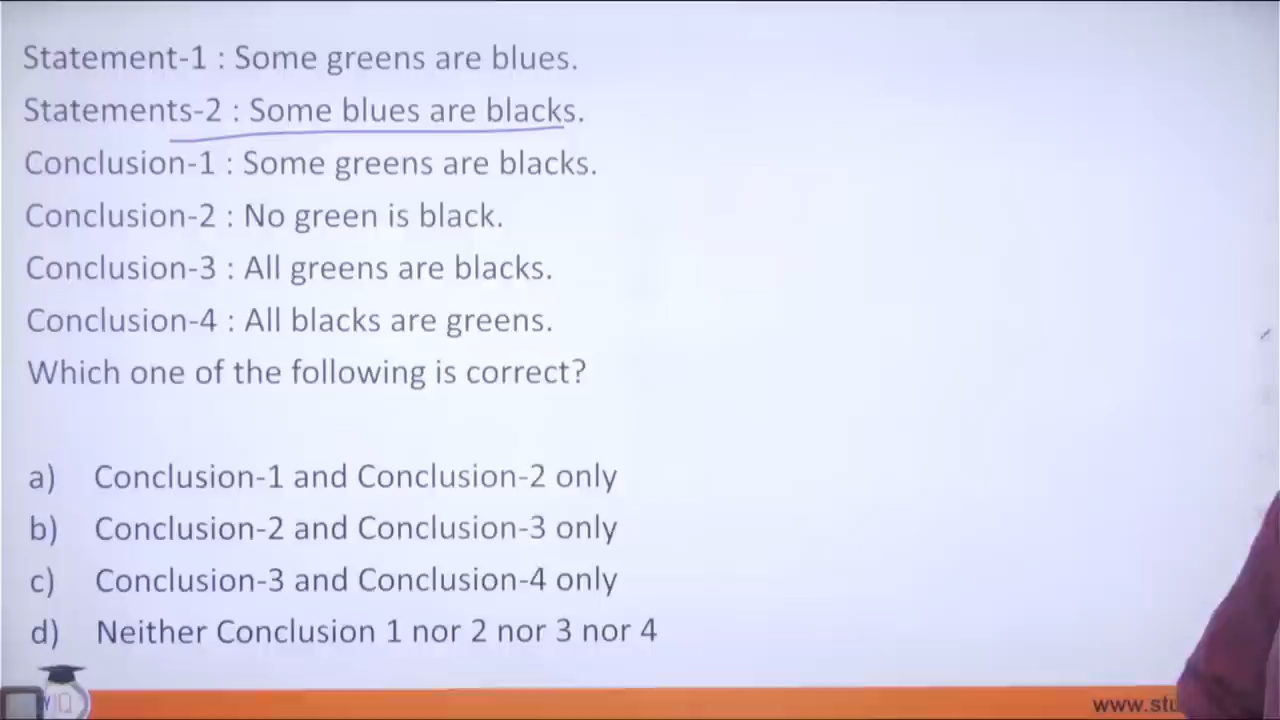 Statement-1 : Some greens are blues.
Statements-2 : Some blues are blacks.
Conclusion-1 : Some greens are blacks.
Conclusion-2 : No green is black.
Conclusion-3 : All greens are blacks.
Conclusion-4 : All blacks are greens.
Which one of the following is correct?
a) Conclusion-1 and Conclusion-2 only
b) Conclusion-2 and Conclusion-3 only
c) Conclusion-3 and Conclusion-4 only
d) Neither Conclusion 1 nor 2 nor 3 nor 4